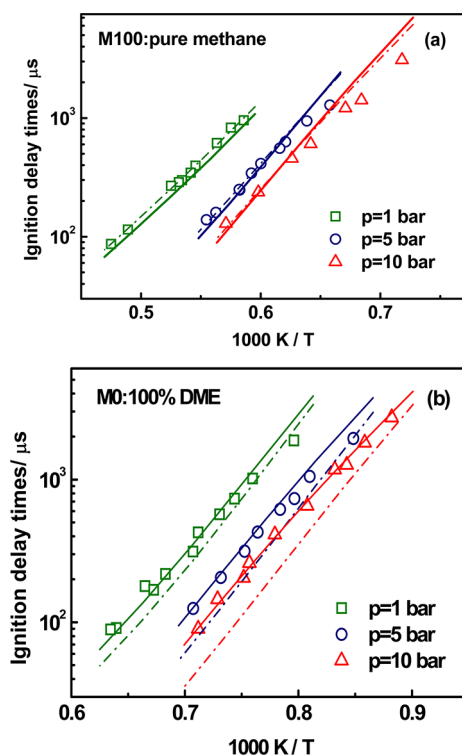 M100:pure methane
(a)
Ignition delay times/ μs
10³
10²
p=1 bar
p=5 bar
p=10 bar
0.5 0.6 0.7
1000 K / T
M0:100% DME
(b)
Ignition delay times/ μs
10³
10²
p=1 bar
p=5 bar
p=10 bar
0.6 0.7 0.8 0.9
1000 K / T